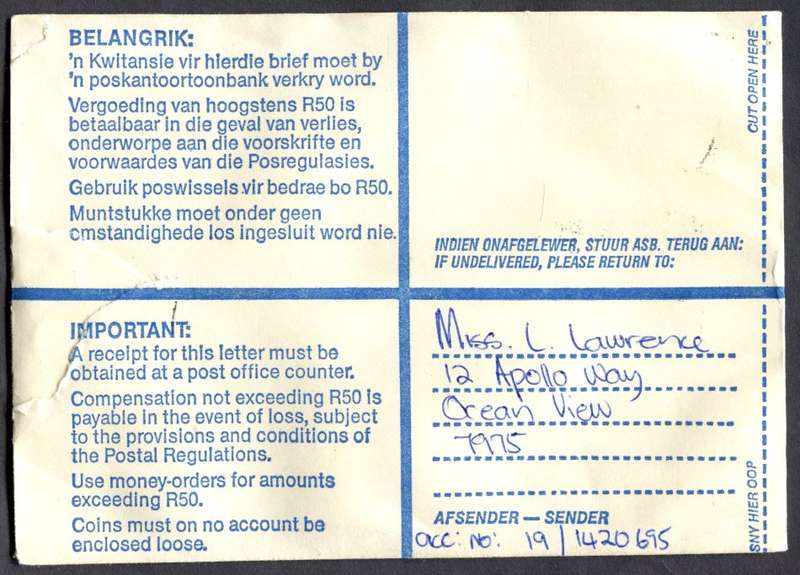 BELANGRIK:
'n Kwitansie vir hierdie brief moet by
'n poskantoortoonbank verkry word.
Vergoeding van hoogstens R50 is
betaalbaar in die geval van verlies,
onderworpe aan die voorskrifte en
voorwaardes van die Posregulasies.
Gebruik poswissels vir bedrae bo R50.
Muntstukke moet onder geen
omstandighede los ingesluit word nie.
INDIEN ONAFGELEWER, STUUR ASB. TERUG AAN:
IF UNDELIVERED, PLEASE RETURN TO:
CUT OPEN HERE
IMPORTANT:
A receipt for this letter must be
obtained at a post office counter.
Compensation not exceeding R50 is
payable in the event of loss, subject
to the provisions and conditions of
the Postal Regulations.
Use money-orders for amounts
exceeding R50.
Coins must on no account be
enclosed loose.
Miss. L. Lawrence
12 Apollo Way
Ocean View
7975
AFSENDER — SENDER
acc: no: 19/1420695
SNY HIER OOP